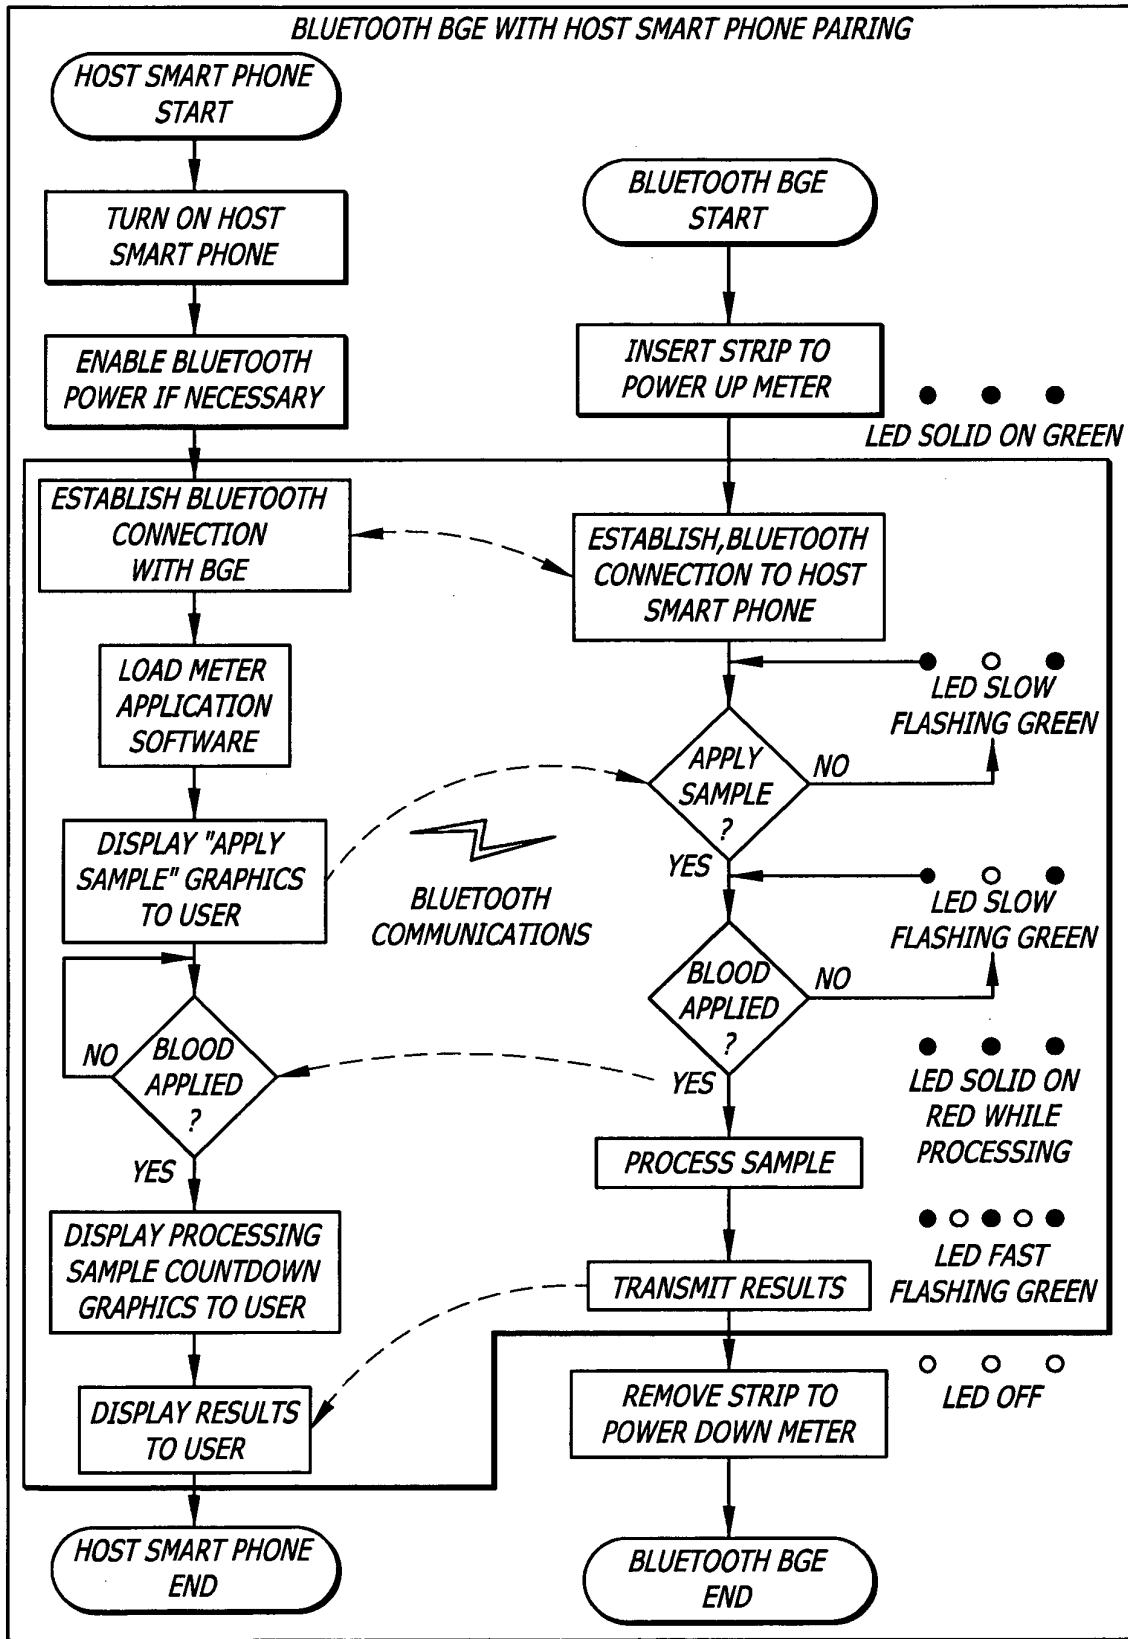 BLUETOOTH BGE WITH HOST SMART PHONE PAIRING
HOST SMART PHONE
START
TURN ON HOST
SMART PHONE
ENABLE BLUETOOTH
POWER IF NECESSARY
ESTABLISH BLUETOOTH
CONNECTION
WITH BGE
LOAD METER
APPLICATION
SOFTWARE
DISPLAY "APPLY
SAMPLE" GRAPHICS
TO USER
NO
BLOOD
APPLIED
?
YES
DISPLAY PROCESSING
SAMPLE COUNTDOWN
GRAPHICS TO USER
DISPLAY RESULTS
TO USER
HOST SMART PHONE
END
BLUETOOTH
COMMUNICATIONS
BLUETOOTH BGE
START
INSERT STRIP TO
POWER UP METER
LED SOLID ON GREEN
ESTABLISH,BLUETOOTH
CONNECTION TO HOST
SMART PHONE
LED SLOW
FLASHING GREEN
APPLY
SAMPLE
?
NO
YES
LED SLOW
FLASHING GREEN
BLOOD
APPLIED
?
NO
YES
LED SOLID ON
RED WHILE
PROCESSING
PROCESS SAMPLE
LED FAST
FLASHING GREEN
TRANSMIT RESULTS
REMOVE STRIP TO
POWER DOWN METER
LED OFF
BLUETOOTH BGE
END